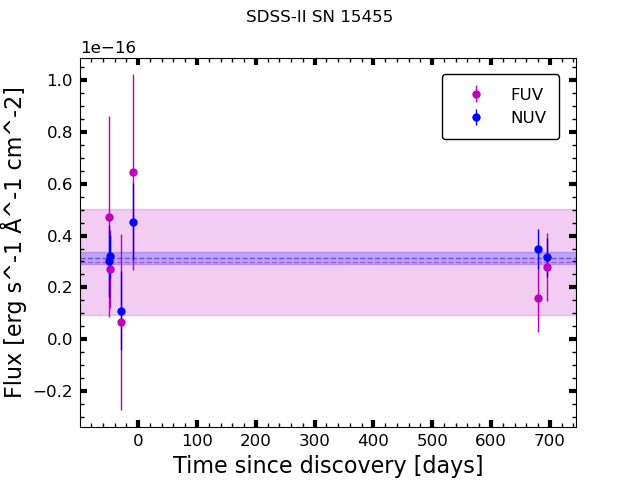 SDSS-II SN 15455
1e−16
Flux [erg s^-1 Å^-1 cm^-2]
1.0
0.8
0.6
0.4
0.2
0.0
−0.2
FUV
NUV
0 100 200 300 400 500 600 700
Time since discovery [days]